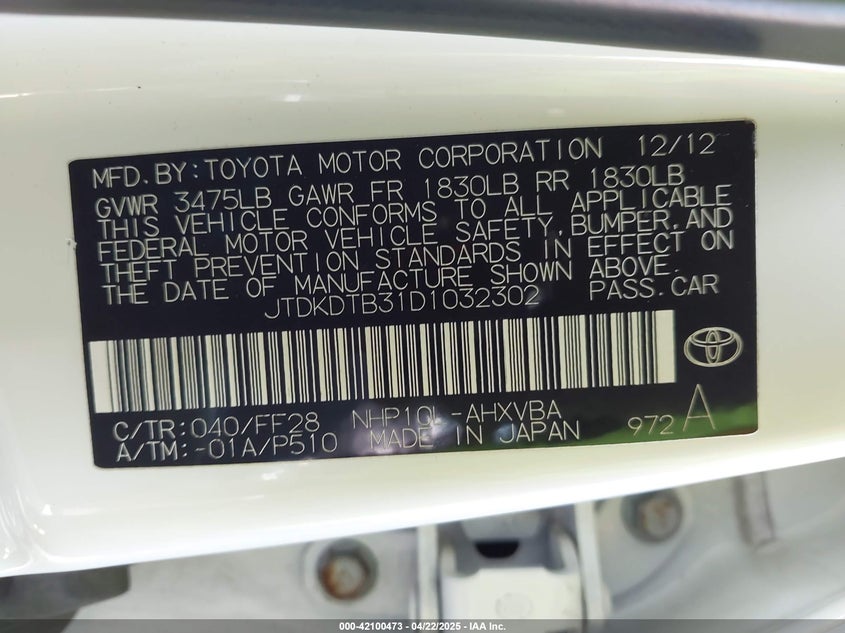 MFD.BY:TOYOTA MOTOR CORPORATION 12/12
GVWR 3475LB GAWR FR 1830LB RR 1830LB
THIS VEHICLE CONFORMS TO ALL APPLICABLE
FEDERAL MOTOR VEHICLE SAFETY,BUMPER,AND
THEFT PREVENTION STANDARDS IN EFFECT ON
THE DATE OF MANUFACTURE SHOWN ABOVE.
JTDKDTB31D1032302 PASS.CAR
C/TR:040/FF28 NHP10L-AHXVBA
A/TM:-01A/P510 MADE IN JAPAN 972 A
000-42100473 - 04/22/2025 - IAA Inc.